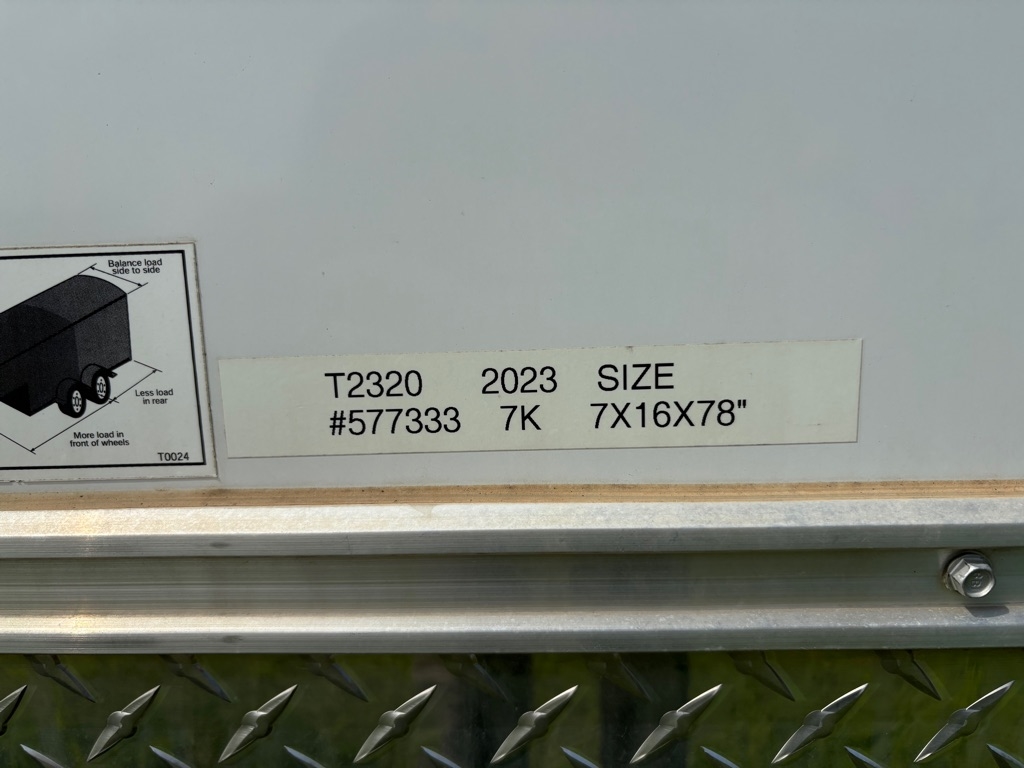 Balance load
side to side
Less load
in rear
More load in
front of wheels
T0024
T2320 2023 SIZE
#577333 7K 7X16X78"